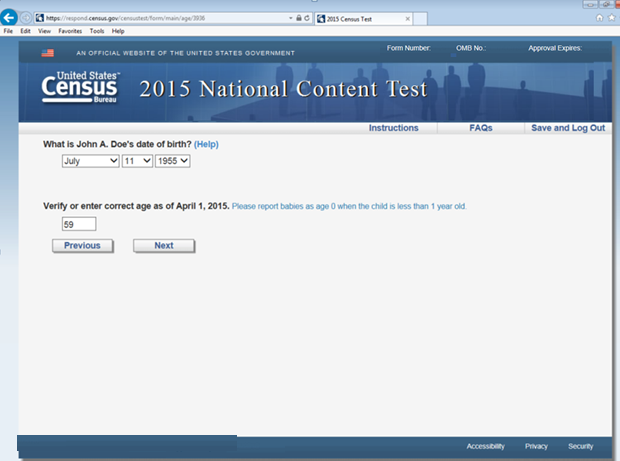 https://respond.census.gov/censustest/form/main/age/3936
2015 Census Test
File Edit View Favorites Tools Help
AN OFFICIAL WEBSITE OF THE UNITED STATES GOVERNMENT
Form Number: OMB No.: Approval Expires:
United States™
Census
Bureau
2015 National Content Test
Instructions FAQs Save and Log Out
What is John A. Doe's date of birth? (Help)
July 11 1955
Verify or enter correct age as of April 1, 2015. Please report babies as age 0 when the child is less than 1 year old.
59
Previous Next
Accessibility Privacy Security